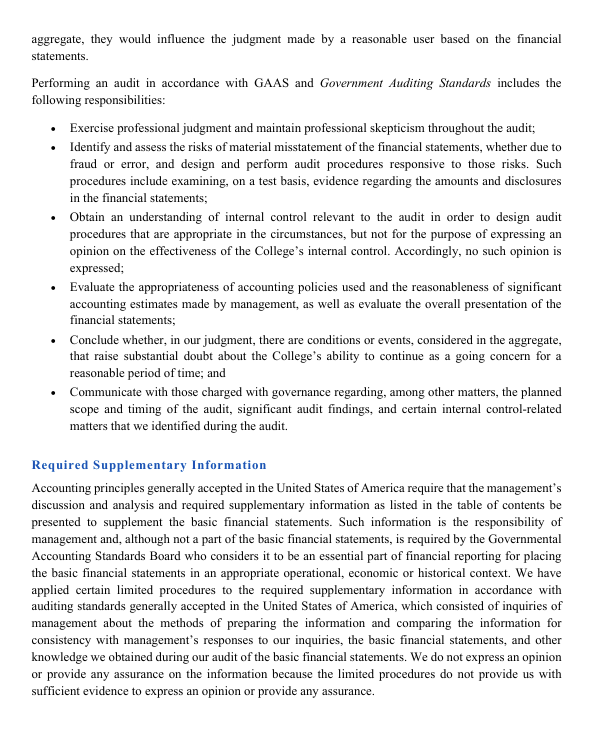 aggregate, they would influence the judgment made by a reasonable user based on the financial
statements.
Performing an audit in accordance with GAAS and Government Auditing Standards includes the
following responsibilities:
• Exercise professional judgment and maintain professional skepticism throughout the audit;
• Identify and assess the risks of material misstatement of the financial statements, whether due to
fraud or error, and design and perform audit procedures responsive to those risks. Such
procedures include examining, on a test basis, evidence regarding the amounts and disclosures
in the financial statements;
• Obtain an understanding of internal control relevant to the audit in order to design audit
procedures that are appropriate in the circumstances, but not for the purpose of expressing an
opinion on the effectiveness of the College’s internal control. Accordingly, no such opinion is
expressed;
• Evaluate the appropriateness of accounting policies used and the reasonableness of significant
accounting estimates made by management, as well as evaluate the overall presentation of the
financial statements;
• Conclude whether, in our judgment, there are conditions or events, considered in the aggregate,
that raise substantial doubt about the College’s ability to continue as a going concern for a
reasonable period of time; and
• Communicate with those charged with governance regarding, among other matters, the planned
scope and timing of the audit, significant audit findings, and certain internal control-related
matters that we identified during the audit.
Required Supplementary Information
Accounting principles generally accepted in the United States of America require that the management’s
discussion and analysis and required supplementary information as listed in the table of contents be
presented to supplement the basic financial statements. Such information is the responsibility of
management and, although not a part of the basic financial statements, is required by the Governmental
Accounting Standards Board who considers it to be an essential part of financial reporting for placing
the basic financial statements in an appropriate operational, economic or historical context. We have
applied certain limited procedures to the required supplementary information in accordance with
auditing standards generally accepted in the United States of America, which consisted of inquiries of
management about the methods of preparing the information and comparing the information for
consistency with management’s responses to our inquiries, the basic financial statements, and other
knowledge we obtained during our audit of the basic financial statements. We do not express an opinion
or provide any assurance on the information because the limited procedures do not provide us with
sufficient evidence to express an opinion or provide any assurance.